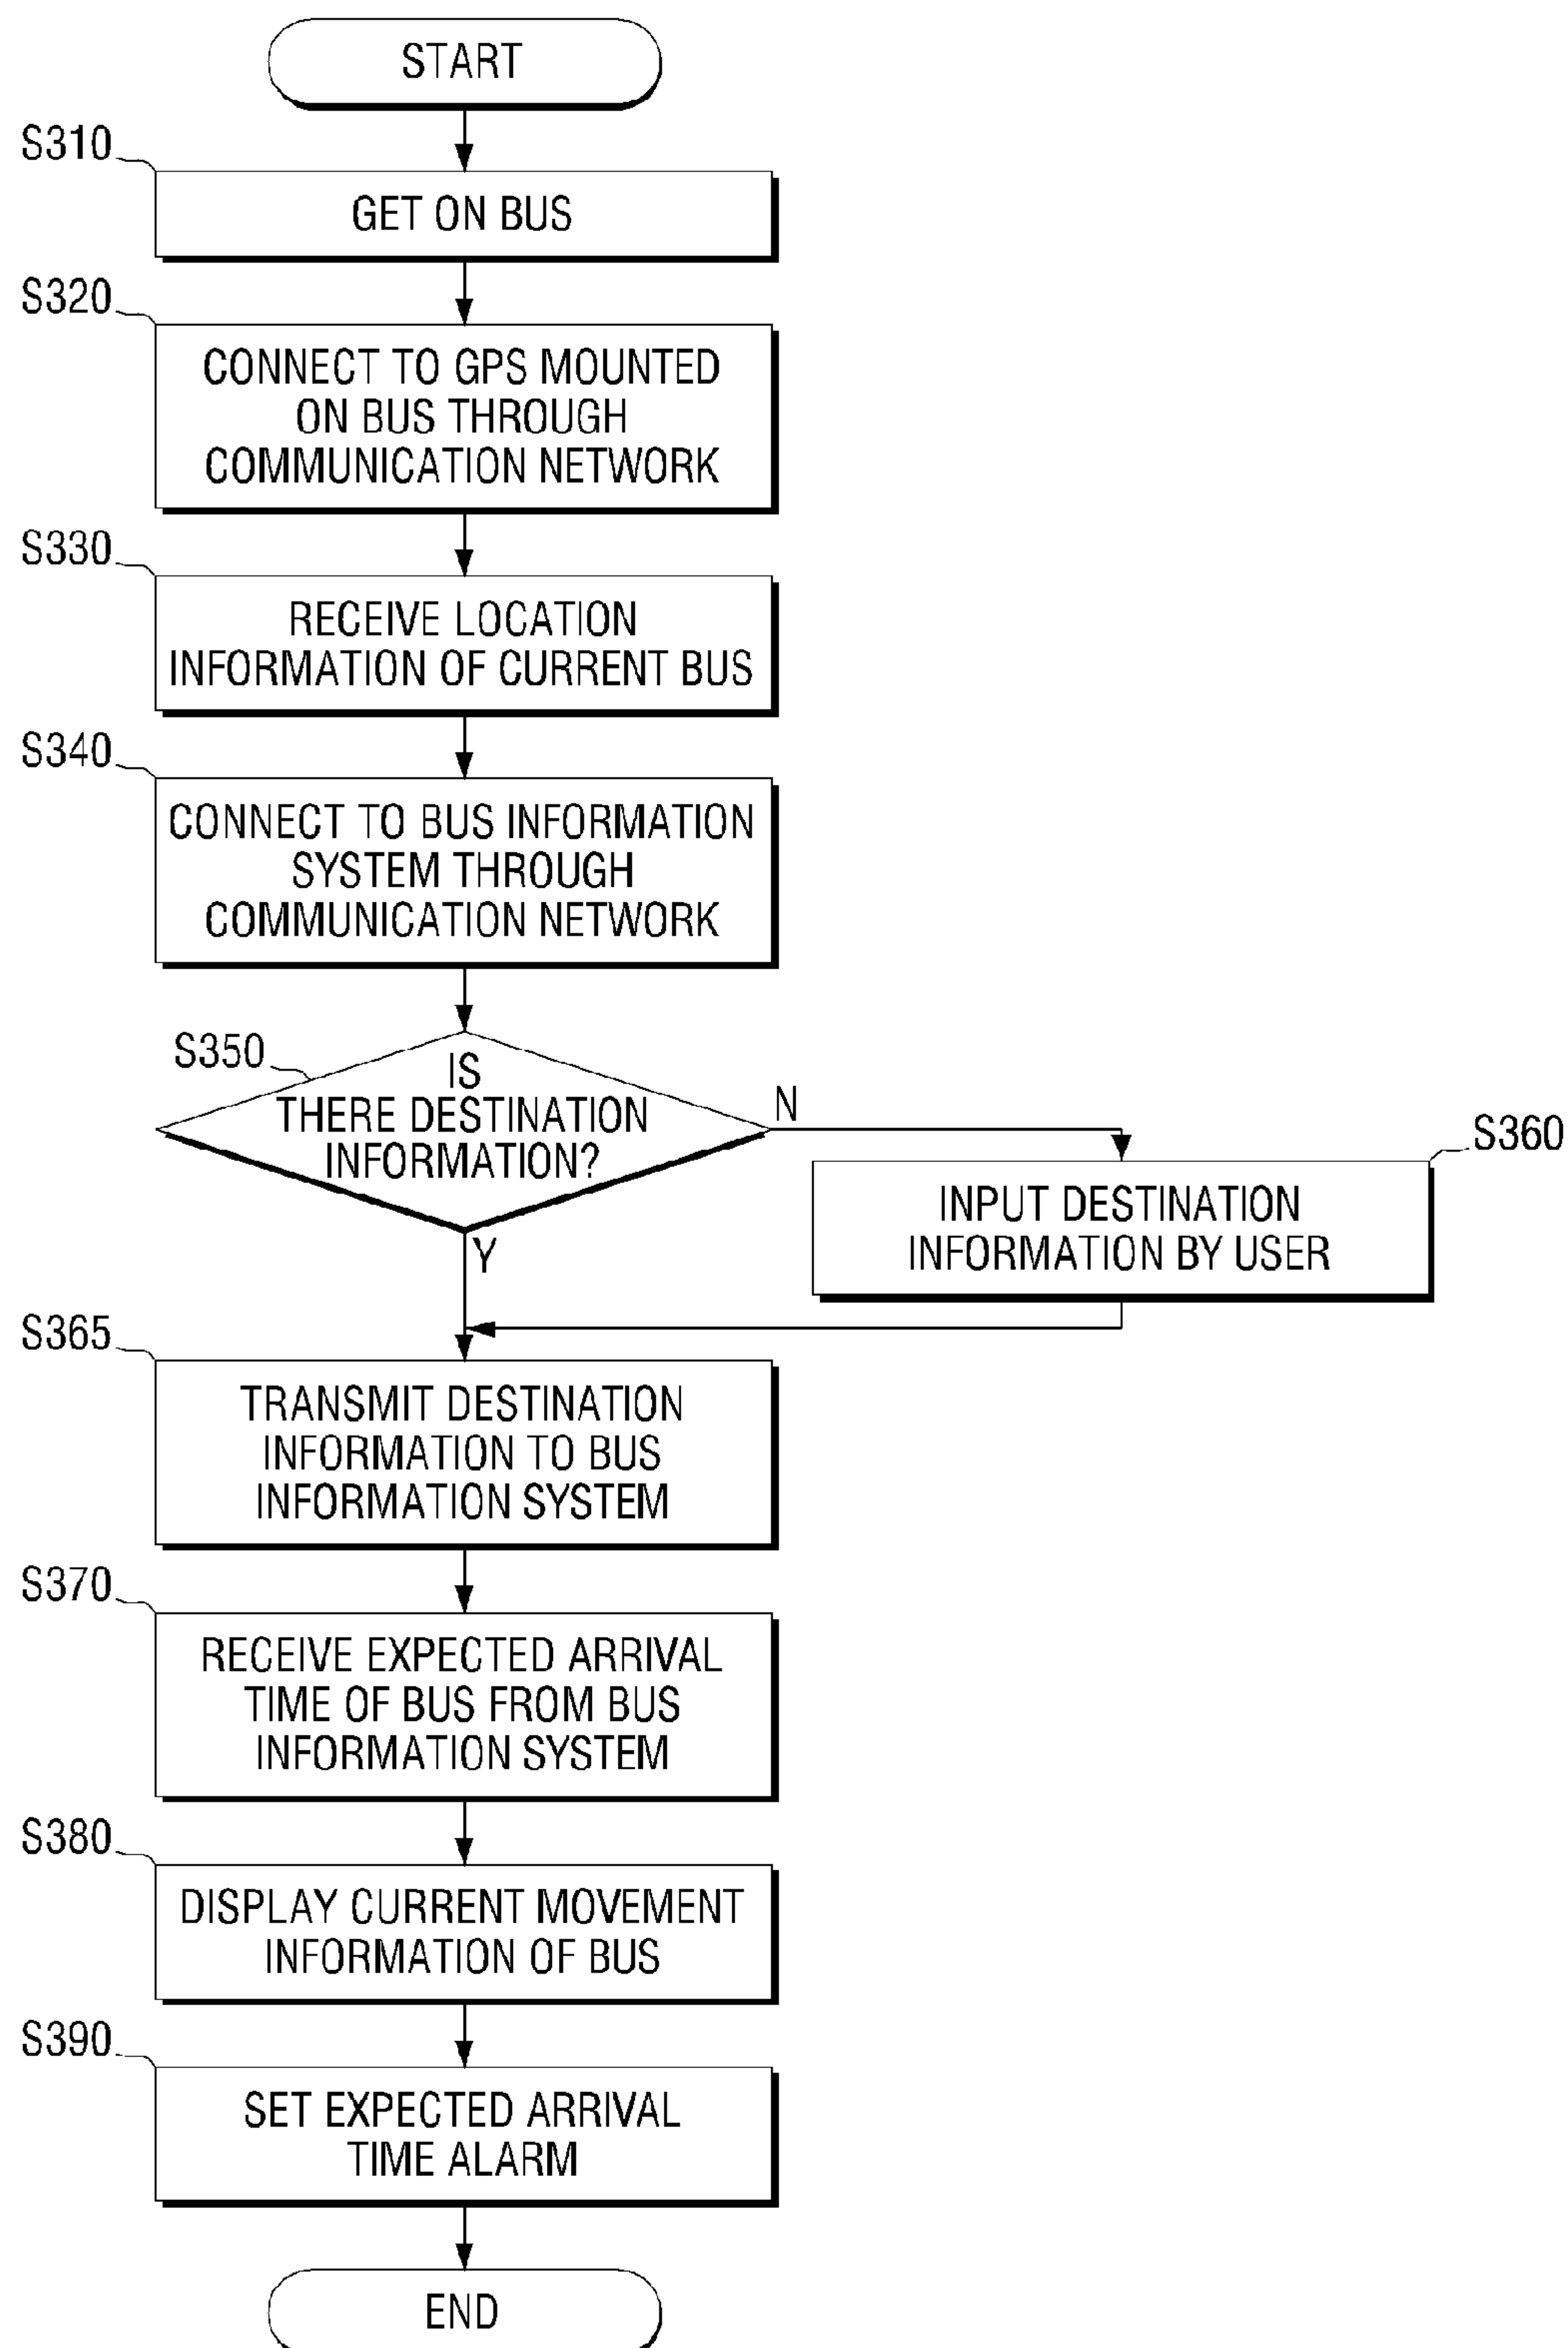 START
S310
GET ON BUS
S320
CONNECT TO GPS MOUNTED
ON BUS THROUGH
COMMUNICATION NETWORK
S330
RECEIVE LOCATION
INFORMATION OF CURRENT BUS
S340
CONNECT TO BUS INFORMATION
SYSTEM THROUGH
COMMUNICATION NETWORK
S350
IS
THERE DESTINATION
INFORMATION?
N
Y
S360
INPUT DESTINATION
INFORMATION BY USER
S365
TRANSMIT DESTINATION
INFORMATION TO BUS
INFORMATION SYSTEM
S370
RECEIVE EXPECTED ARRIVAL
TIME OF BUS FROM BUS
INFORMATION SYSTEM
S380
DISPLAY CURRENT MOVEMENT
INFORMATION OF BUS
S390
SET EXPECTED ARRIVAL
TIME ALARM
END